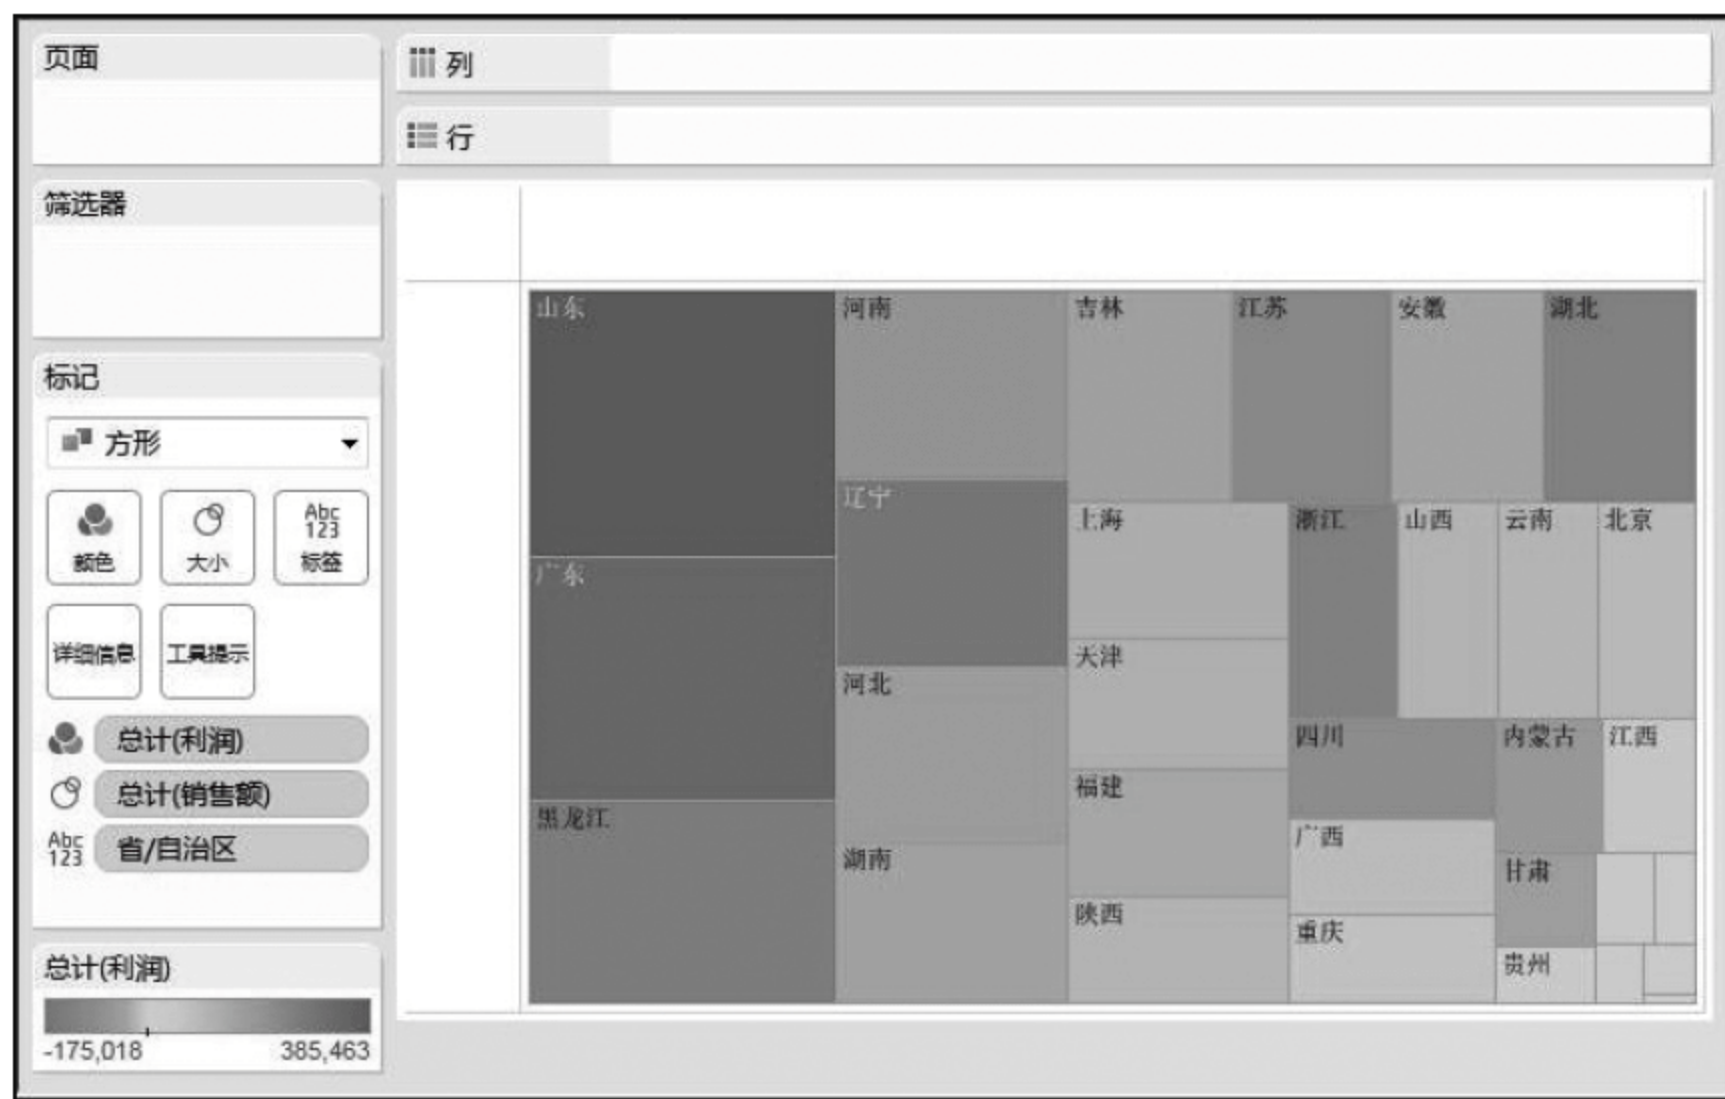 页面
列
行
筛选器
标记
方形
颜色
大小
Abc
123
标签
详细信息
工具提示
总计(利润)
总计(销售额)
Abc
123
省/自治区
总计(利润)
-175,018
385,463
山东
河南
吉林
江苏
安徽
湖北
辽宁
上海
浙江
山西
云南
北京
广东
天津
河北
四川
内蒙古
江西
福建
黑龙江
广西
湖南
甘肃
陕西
重庆
贵州